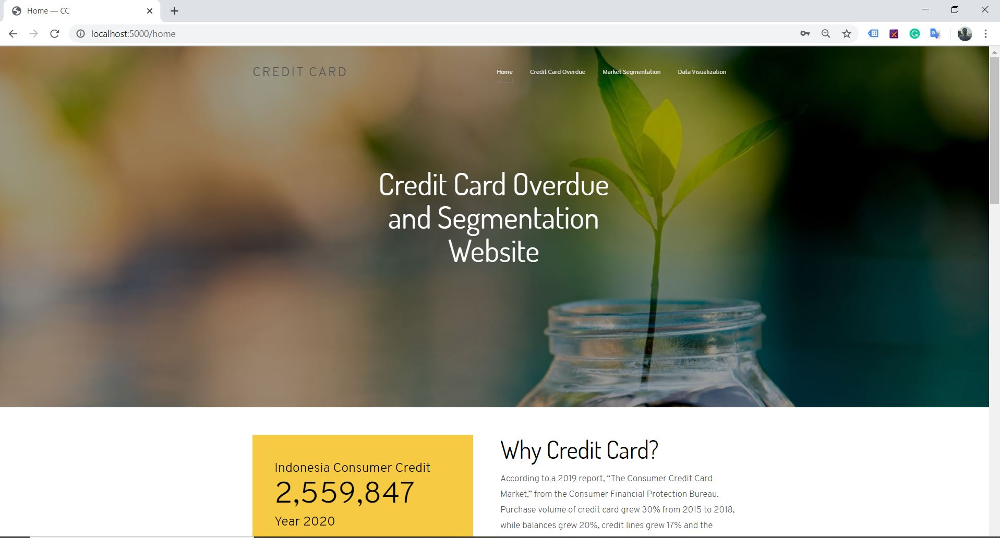 Home — CC
localhost:5000/home
CREDIT CARD
Home
Credit Card Overdue
Market Segmentation
Data Visualization
Credit Card Overdue
and Segmentation
Website
Indonesia Consumer Credit
2,559,847
Year 2020
Why Credit Card?
According to a 2019 report, “The Consumer Credit Card
Market,” from the Consumer Financial Protection Bureau.
Purchase volume of credit card grew 30% from 2015 to 2018,
while balances grew 20%, credit lines grew 17% and the